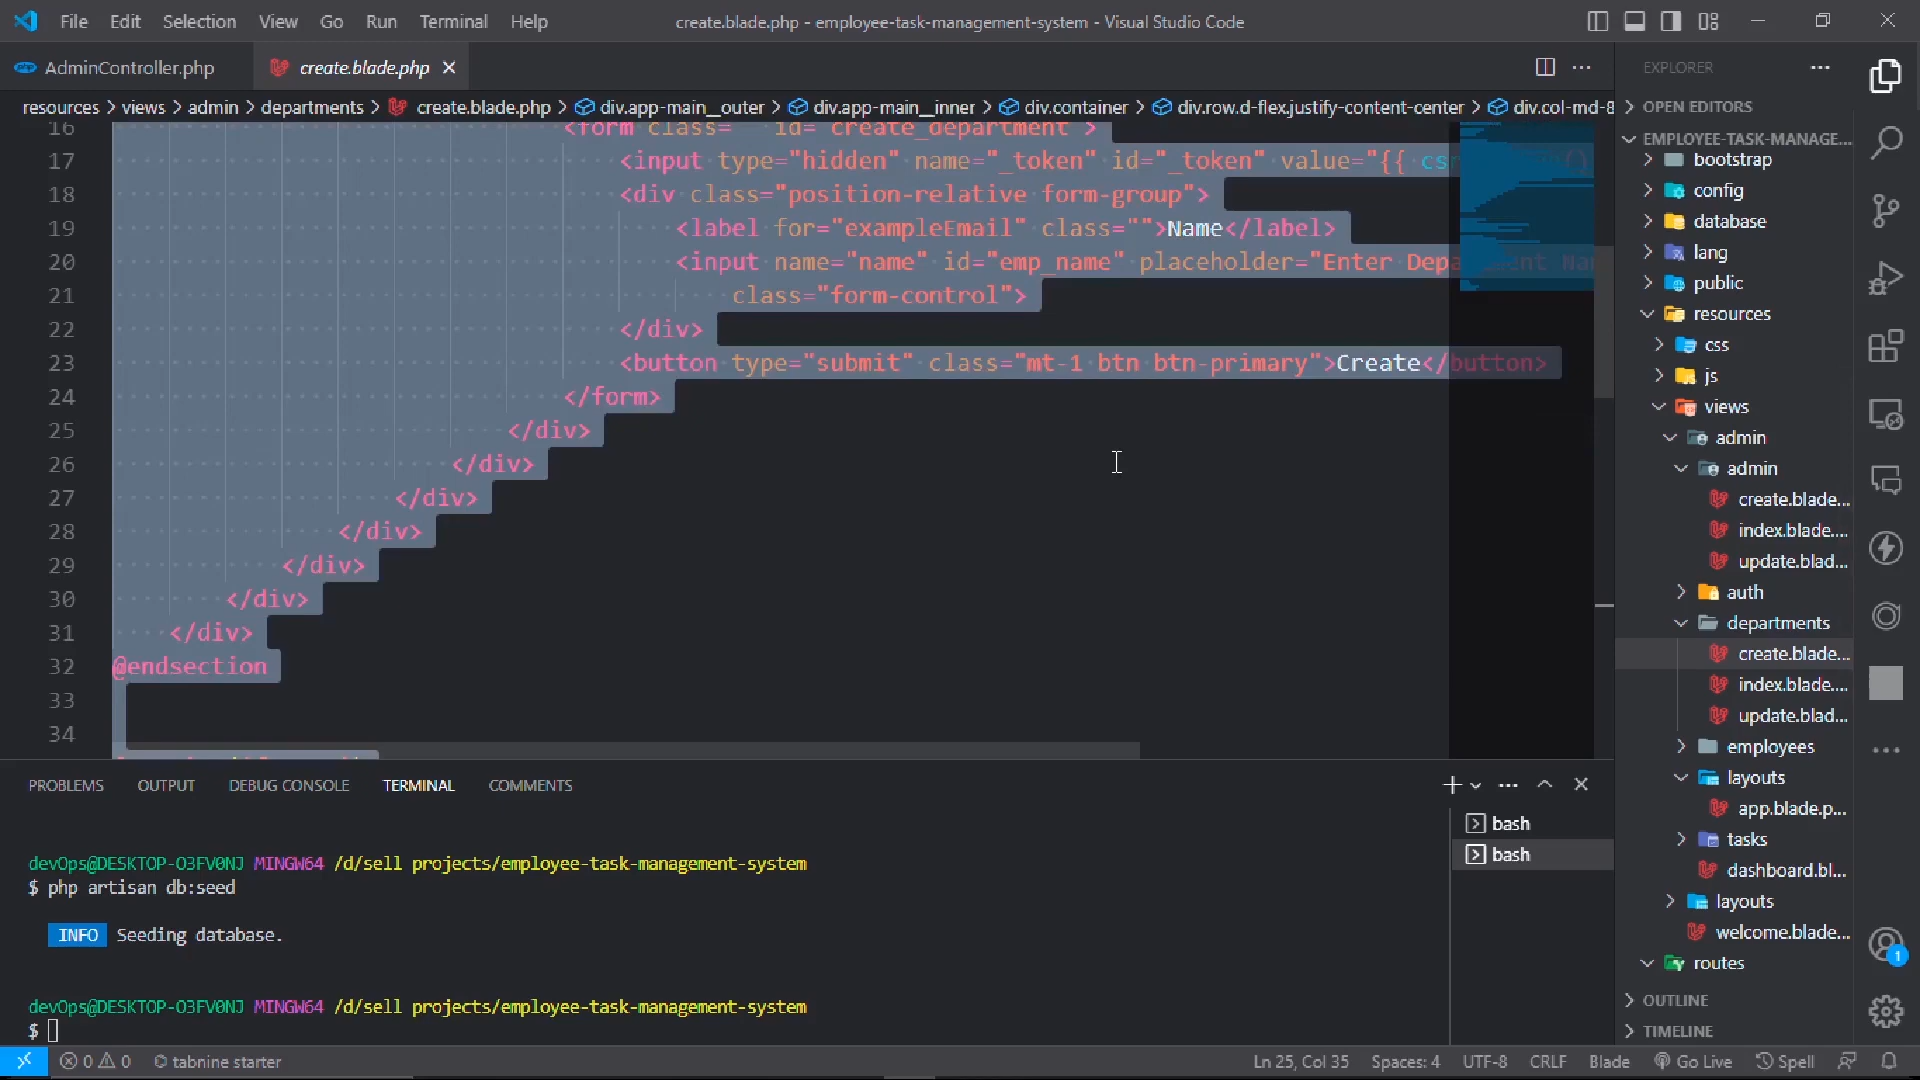 File Edit Selection View Go Run Terminal Help
create.blade.php - employee-task-management-system - Visual Studio Code
AdminController.php
create.blade.php
EXPLORER
resources > views > admin > departments > create.blade.php > div.app-main__outer > div.app-main__inner > div.container > div.row.d-flex.justify-content-center > div.col-md-8
16 <form class= id= create_department >
17 <input type="hidden" name="_token" id="_token" value="{{ csr ()
18 <div class="position-relative form-group">
19 <label for="exampleEmail" class="">Name</label>
20 <input name="name" id="emp_name" placeholder="Enter Department Nam
21 class="form-control">
22 </div>
23 <button type="submit" class="mt-1 btn btn-primary">Create</button>
24 </form>
25 </div>
26 </div>
27 </div>
28 </div>
29 </div>
30 </div>
31 </div>
32 @endsection
33
34
OPEN EDITORS
EMPLOYEE-TASK-MANAGE...
bootstrap
config
database
lang
public
resources
css
js
views
admin
admin
create.blade...
index.blade....
update.blad...
auth
departments
create.blade...
index.blade....
update.blad...
employees
layouts
app.blade.p...
tasks
dashboard.bl...
layouts
welcome.blade...
routes
OUTLINE
TIMELINE
1
PROBLEMS OUTPUT DEBUG CONSOLE TERMINAL COMMENTS
bash
bash
devOps@DESKTOP-O3FV0NJ MINGW64 /d/sell projects/employee-task-management-system
$ php artisan db:seed
INFO Seeding database.
devOps@DESKTOP-O3FV0NJ MINGW64 /d/sell projects/employee-task-management-system
$
0 0 tabnine starter
Ln 25, Col 35 Spaces: 4 UTF-8 CRLF Blade Go Live Spell